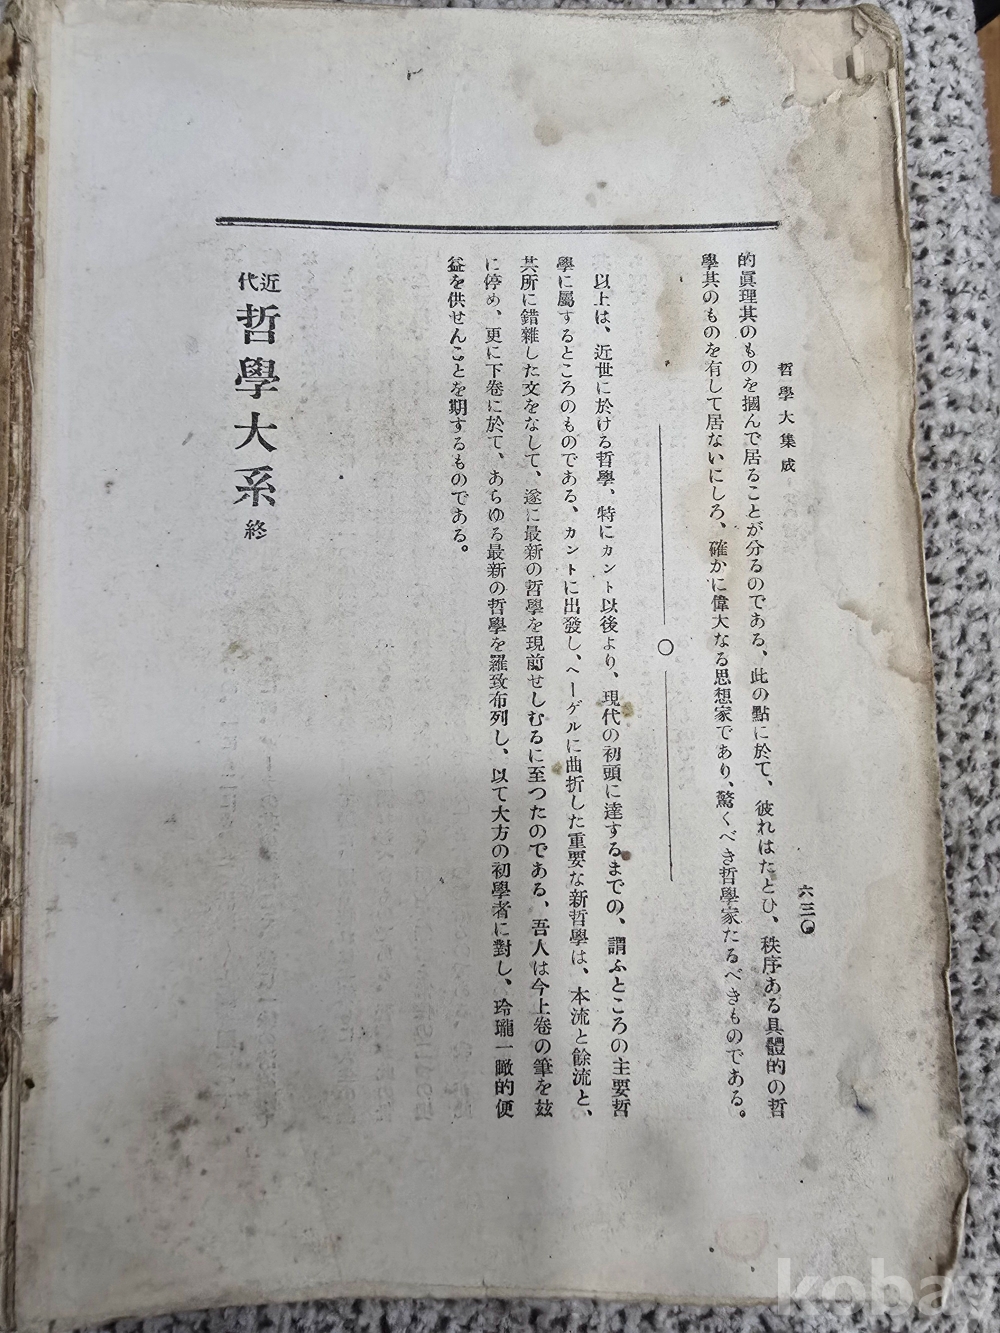 哲學大集成
六三〇
的眞理其のものを摑んで居ることが分るのである、此の點に於て、彼れはたとひ、秩序ある具體的の哲
學其のものを有して居ないにしろ、確かに偉大なる思想家であり、驚くべき哲學家たるべきものである。
以上は、近世に於ける哲學、特にカント以後より、現代の初頭に達するまでの、謂ふところの主要哲
學に屬するところのものである、カントに出發し、ヘーゲルに曲折した重要な新哲學は、本流と餘流と、
其所に錯雜した文をなして、遂に最新の哲學を現前せしむるに至つたのである、吾人は今上卷の筆を玆
に停め、更に下卷に於て、あらゆる最新の哲學を羅致布列し、以て大方の初學者に對し、玲瓏一瞰的便
益を供せんことを期するものである。
近代哲學大系 終
koba